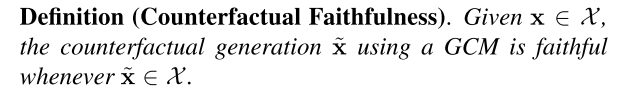 Definition (Counterfactual Faithfulness). Given x ∈ 𝒳,
the counterfactual generation x̃ using a GCM is faithful
whenever x̃ ∈ 𝒳.